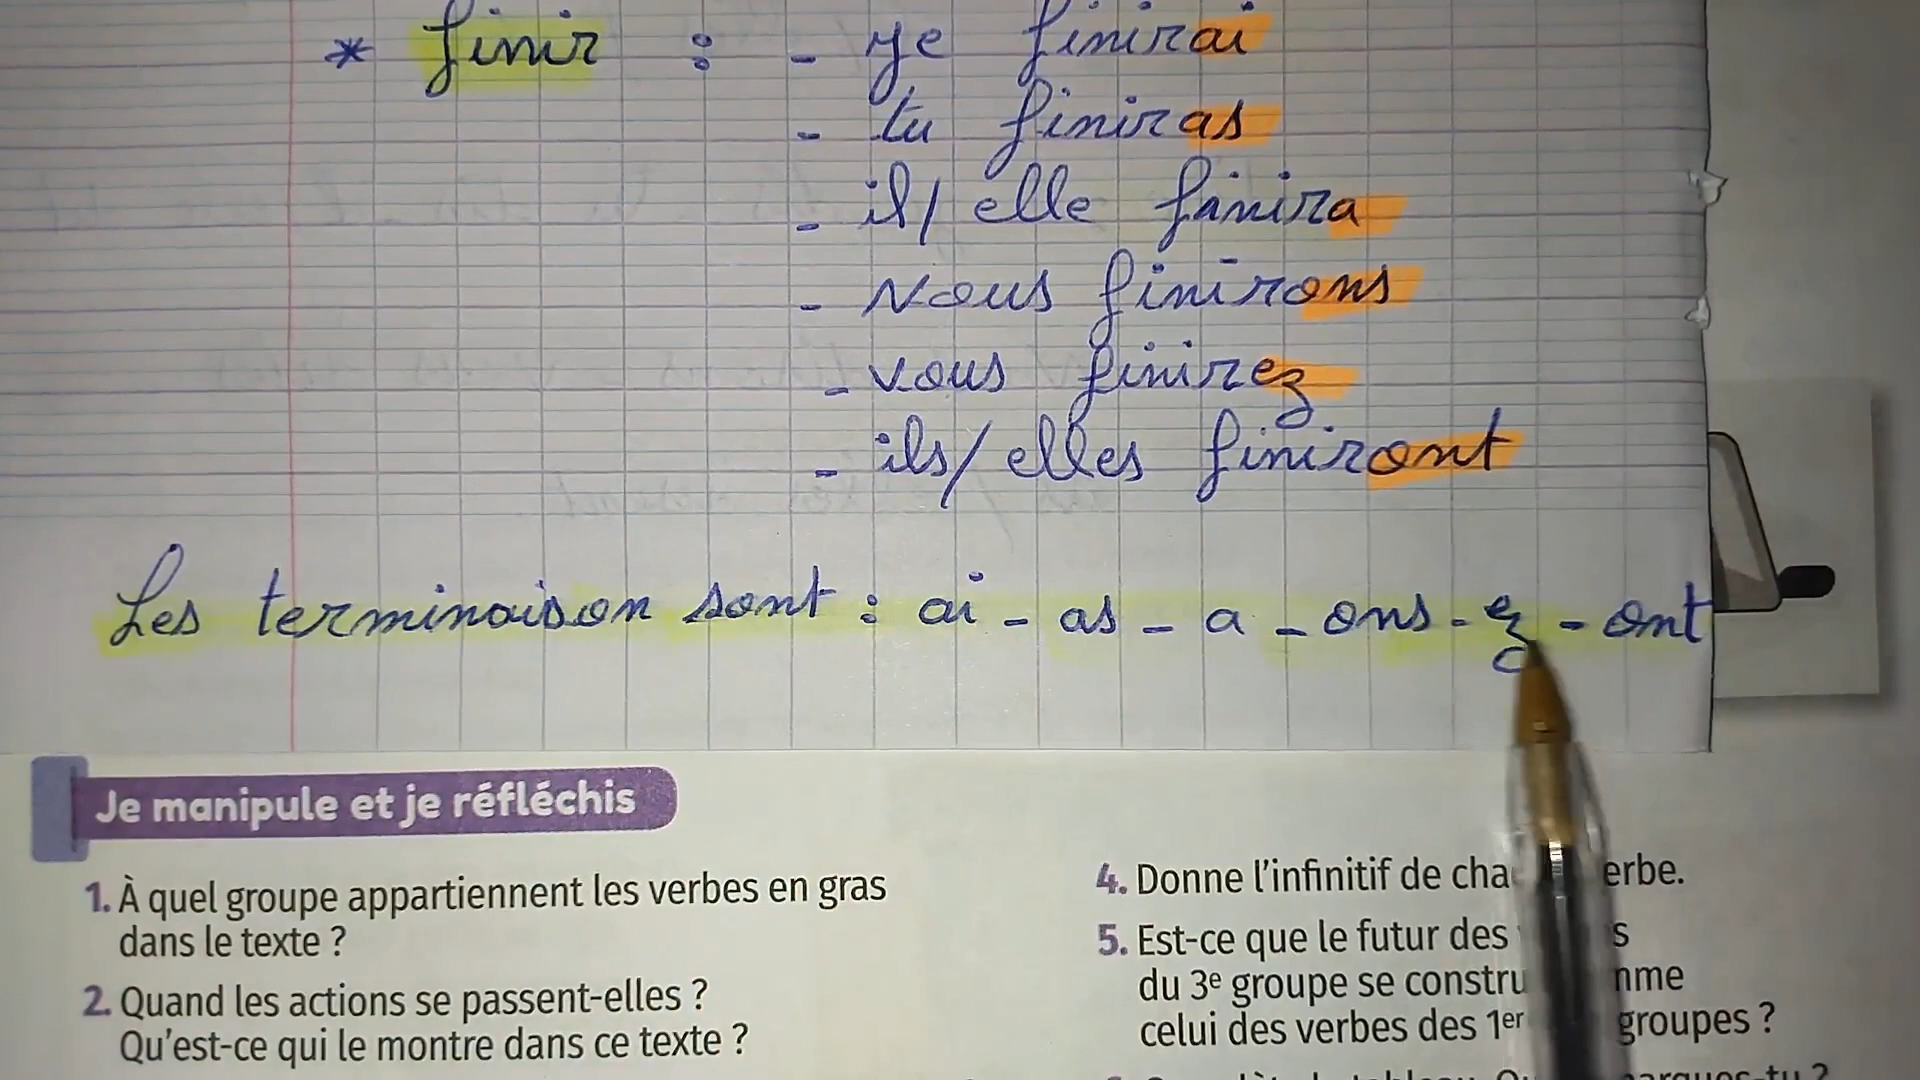 * finir : - je finirai
- tu finiras
- il/ elle finira
- nous finirons
- vous finirez
- ils/ elles finiront
Les terminaison sont : ai - as - a - ons - ez - ont
Je manipule et je réfléchis
1. À quel groupe appartiennent les verbes en gras
dans le texte ?
2. Quand les actions se passent-elles ?
Qu'est-ce qui le montre dans ce texte ?
4. Donne l'infinitif de
5. Est-ce que le futur des
du 3e groupe se
celui des verbes des 1er groupes ?